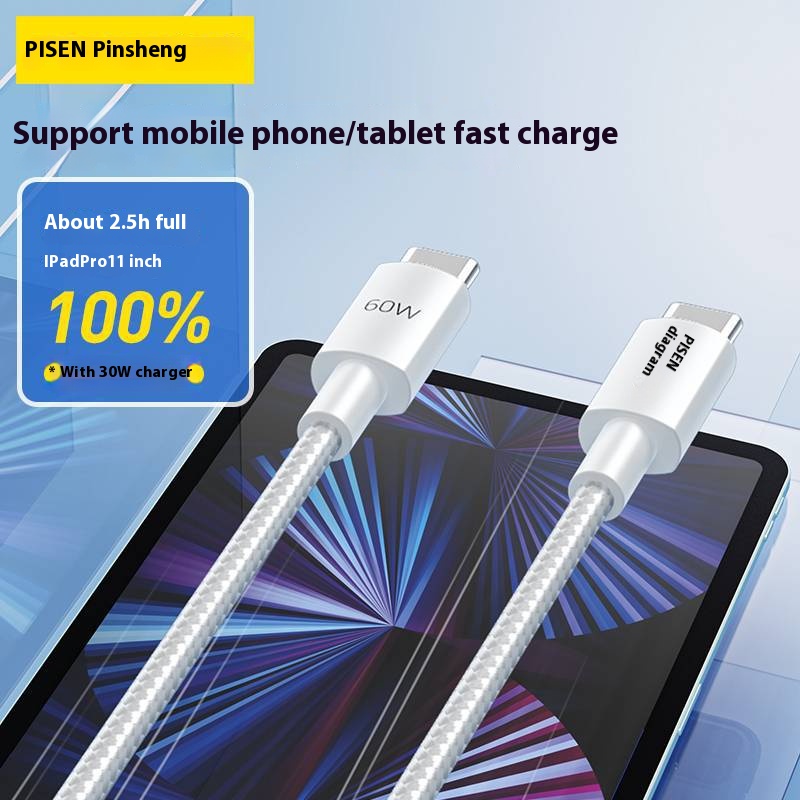 PISEN Pinsheng
Support mobile phone/tablet fast charge
About 2.5h full
IPadPro11 inch
100%
* With 30W charger
60W
PISEN
diagram